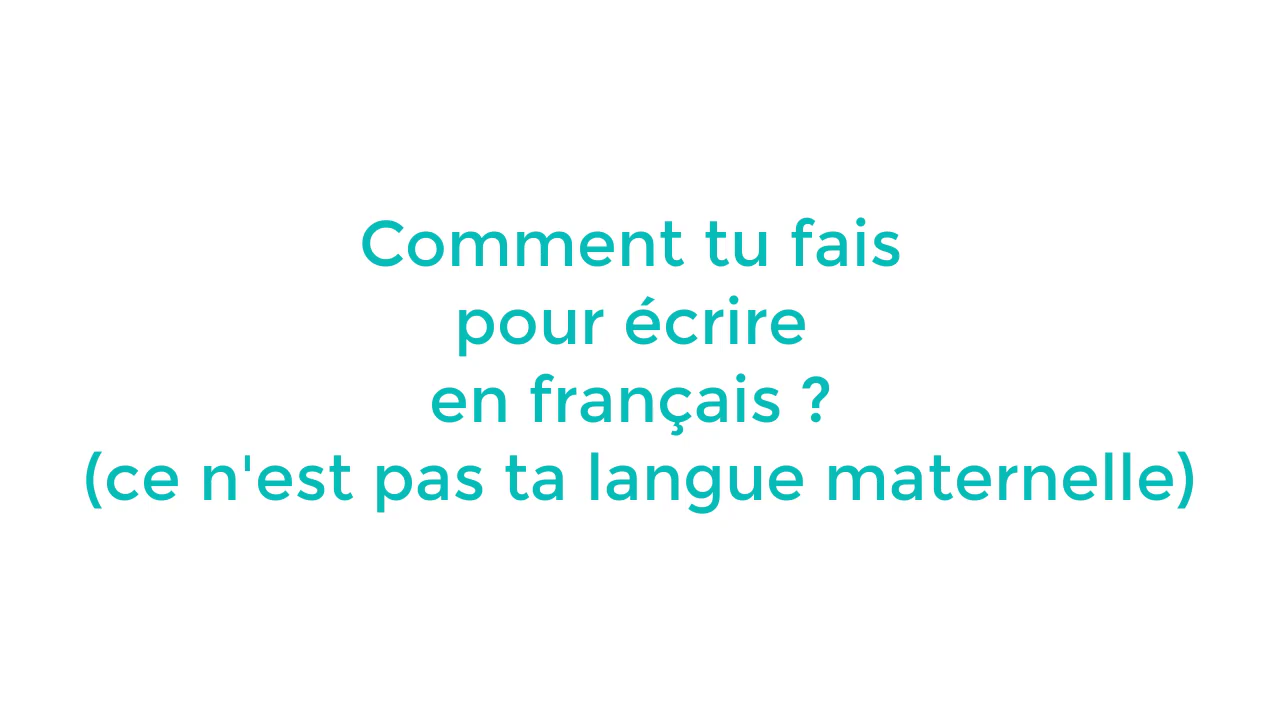 Comment tu fais
pour écrire
en français ?
(ce n'est pas ta langue maternelle)